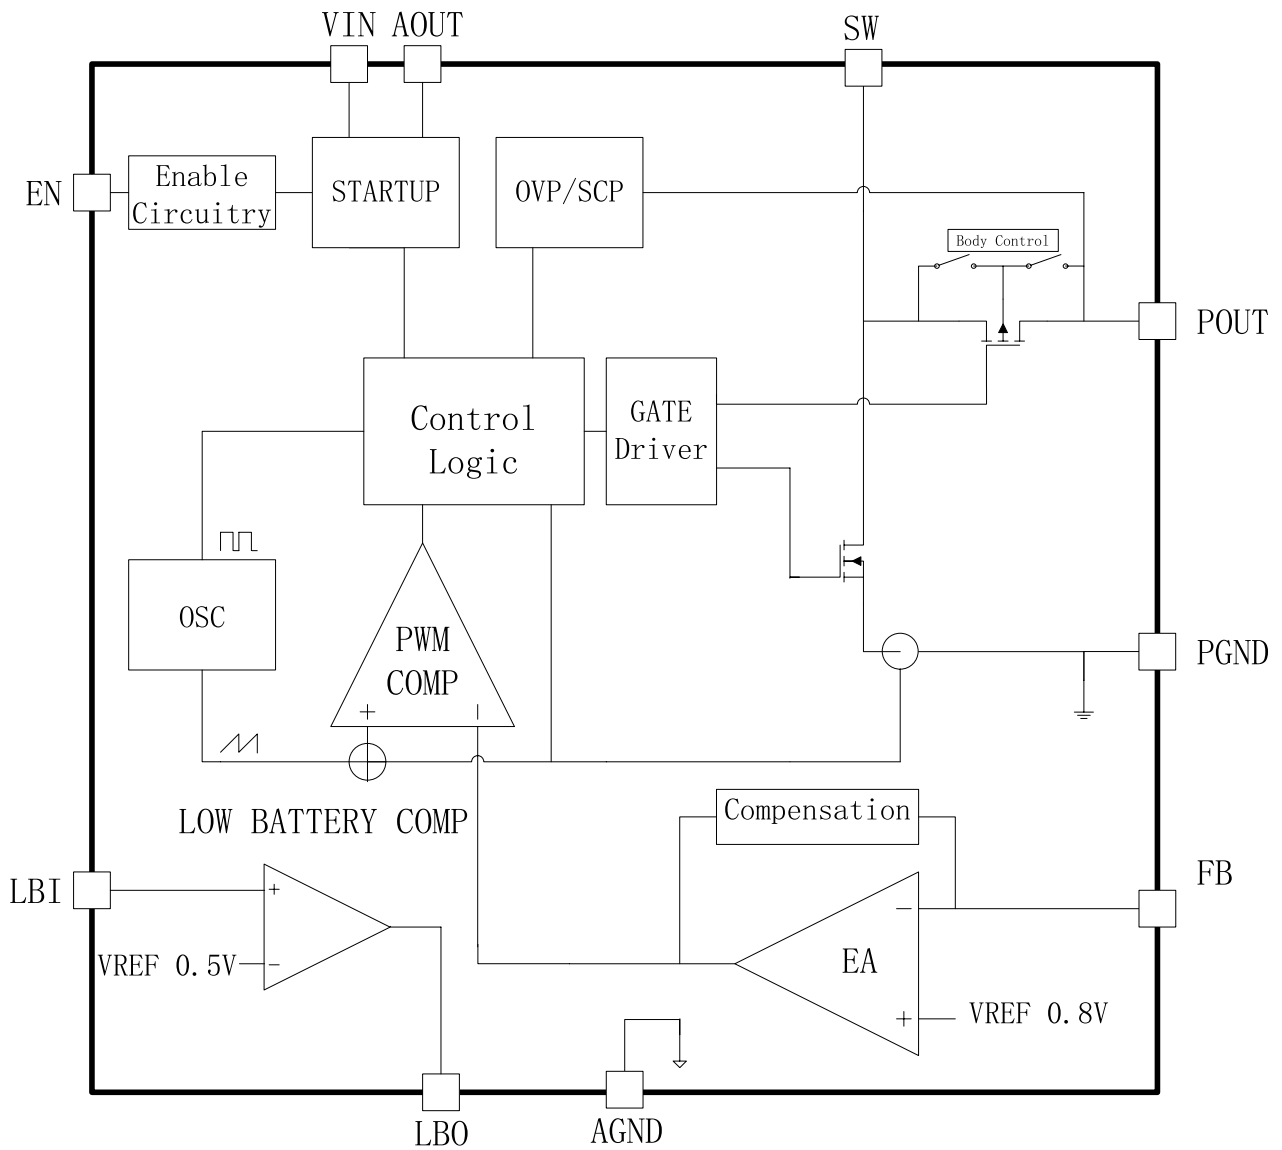 VIN AOUT
SW
EN
Enable
Circuitry
STARTUP
OVP/SCP
Body Control
POUT
Control
Logic
GATE
Driver
OSC
PWM
COMP
+ −
PGND
LOW BATTERY COMP
Compensation
FB
LBI
+
VREF 0.5V
−
−
EA
+
VREF 0.8V
LBO
AGND